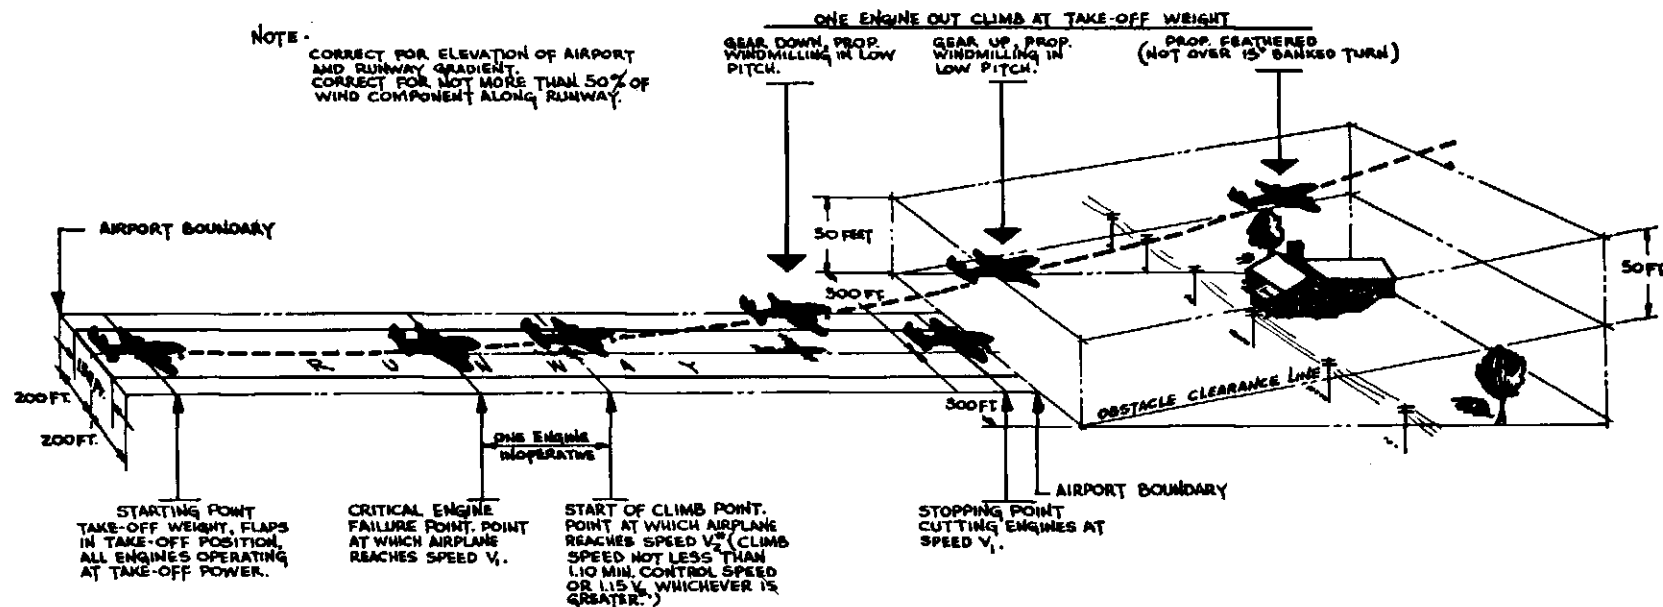 ONE ENGINE OUT CLIMB AT TAKE-OFF WEIGHT
NOTE -
CORRECT FOR ELEVATION OF AIRPORT
AND RUNWAY GRADIENT.
CORRECT FOR NOT MORE THAN 50% OF
WIND COMPONENT ALONG RUNWAY.
GEAR DOWN, PROP.
WINDMILLING IN LOW
PITCH.
GEAR UP, PROP.
WINDMILLING IN
LOW PITCH.
PROP. FEATHERED
(NOT OVER 15° BANKED TURN)
AIRPORT BOUNDARY
50 FEET
300 FT.
50 FT.
RUNWAY
200 FT.
200 FT.
300 FT.
OBSTACLE CLEARANCE LINE
ONE ENGINE
INOPERATIVE
AIRPORT BOUNDARY
STARTING POINT
TAKE-OFF WEIGHT, FLAPS
IN TAKE-OFF POSITION,
ALL ENGINES OPERATING
AT TAKE-OFF POWER.
CRITICAL ENGINE
FAILURE POINT. POINT
AT WHICH AIRPLANE
REACHES SPEED V₁.
START OF CLIMB POINT.
POINT AT WHICH AIRPLANE
REACHES SPEED V₂* (CLIMB
SPEED NOT LESS THAN
1.10 MIN. CONTROL SPEED
OR 1.15 Vₛ WHICHEVER IS
GREATER.)
STOPPING POINT
CUTTING ENGINES AT
SPEED V₁.